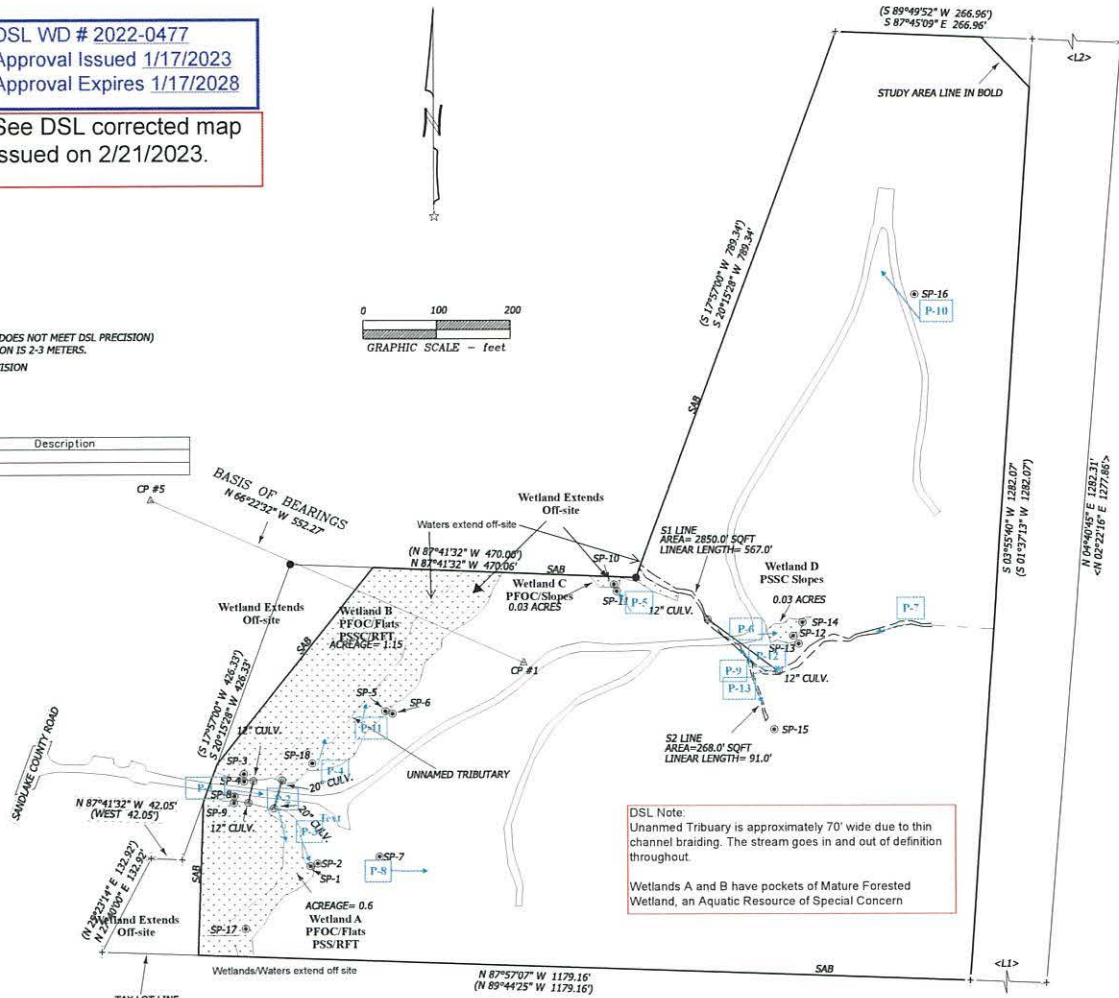 DSL WD # 2022-0477
Approval Issued 1/17/2023
Approval Expires 1/17/2028
See DSL corrected map
issued on 2/21/2023.
N
(S 89°49'52" W 266.96')
S 87°45'09" E 266.96'
<L2>
STUDY AREA LINE IN BOLD
0 100 200
GRAPHIC SCALE - feet
DOES NOT MEET DSL PRECISION)
ON IS 2-3 METERS.
ISION
Description
(S 17°57'00" W 789.34')
S 20°15'28" W 789.34'
SAB
SP-16
P-10
CP #5
BASIS OF BEARINGS
N 66°22'32" W 552.27'
Wetland Extends
Off-site
Waters extend off-site
(N 87°41'32" W 470.06')
N 87°41'32" W 470.06'
SAB
SP-10
Wetland C
PFOC/Slopes
0.03 ACRES
SP-11
P-5
12" CULV.
S1 LINE
AREA= 2850.0' SQFT
LINEAR LENGTH= 567.0'
Wetland D
PSSC Slopes
0.03 ACRES
SP-14
SP-12
SP-13
P-6
P-7
P-12
P-9
P-13
12" CULV.
S2 LINE
AREA=268.0' SQFT
LINEAR LENGTH= 91.0'
SP-15
S 03°55'40" W 1282.07'
(S 01°37'13" W 1282.07')
N 04°40'45" E 1282.31'
<N 02°22'16" E 1277.86'>
Wetland Extends
Off-site
Wetland B
PFOC/Flats
PSSC/RFT
ACREAGE= 1.15
SAB
CP #1
(S 17°57'00" W 426.33')
S 20°15'28" W 426.33'
SP-5
SP-6
P-11
12" CULV.
SP-18
P-4
UNNAMED TRIBUTARY
SANDLAKE COUNTY ROAD
SP-3
SP-4
SP-8
SP-9
20" CULV.
P-2
20" CULV.
12" CULV.
Text
N 87°41'32" W 42.05'
(WEST 42.05')
SP-2
SP-1
SP-7
P-8
SAB
ACREAGE= 0.6
Wetland A
PFOC/Flats
PSS/RFT
SP-17
Wetland Extends
Off-site
Wetlands/Waters extend off site
TAX LOT LINE
N 87°57'07" W 1179.16'
(N 89°44'25" W 1179.16')
SAB
<L1>
DSL Note:
Unanmed Tribuary is approximately 70' wide due to thin
channel braiding. The stream goes in and out of definition
throughout.
Wetlands A and B have pockets of Mature Forested
Wetland, an Aquatic Resource of Special Concern